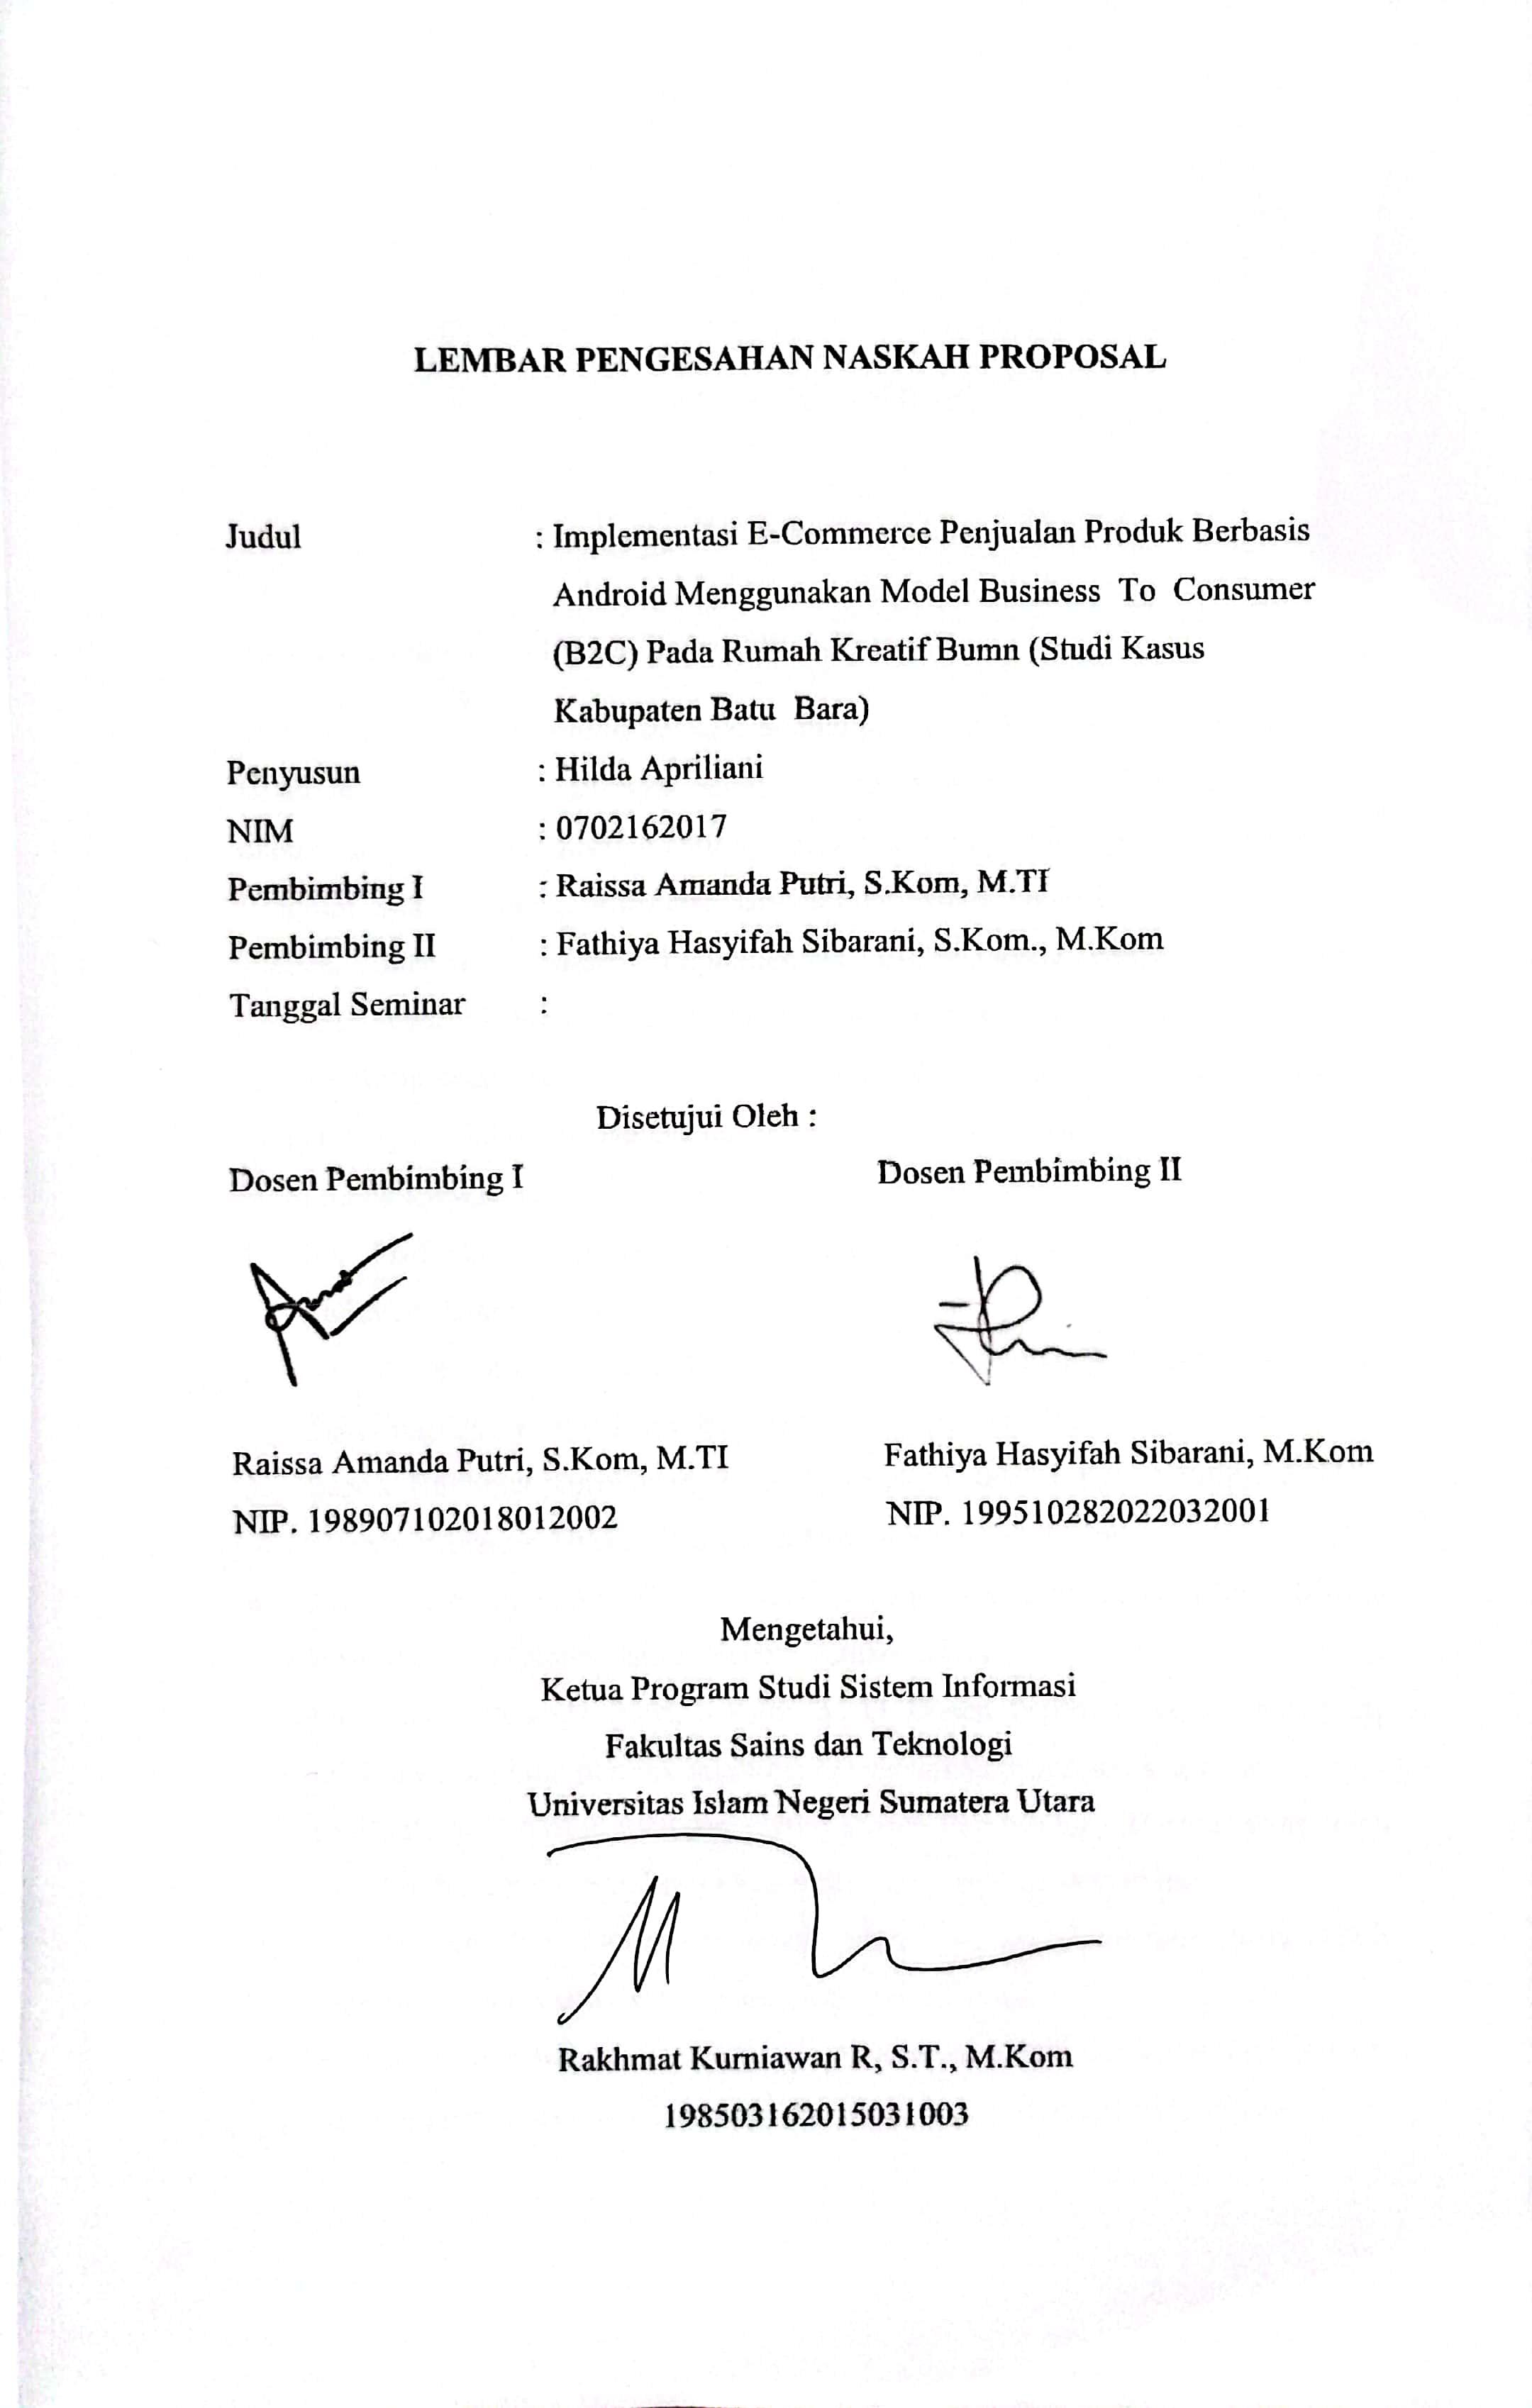 LEMBAR PENGESAHAN NASKAH PROPOSAL
Judul : Implementasi E-Commerce Penjualan Produk Berbasis
Android Menggunakan Model Business To Consumer
(B2C) Pada Rumah Kreatif Bumn (Studi Kasus
Kabupaten Batu Bara)
Penyusun : Hilda Apriliani
NIM : 0702162017
Pembimbing I : Raissa Amanda Putri, S.Kom, M.TI
Pembimbing II : Fathiya Hasyifah Sibarani, S.Kom., M.Kom
Tanggal Seminar :
Disetujui Oleh :
Dosen Pembimbing I Dosen Pembimbing II
Raissa Amanda Putri, S.Kom, M.TI Fathiya Hasyifah Sibarani, M.Kom
NIP. 198907102018012002 NIP. 199510282022032001
Mengetahui,
Ketua Program Studi Sistem Informasi
Fakultas Sains dan Teknologi
Universitas Islam Negeri Sumatera Utara
Rakhmat Kurniawan R, S.T., M.Kom
198503162015031003